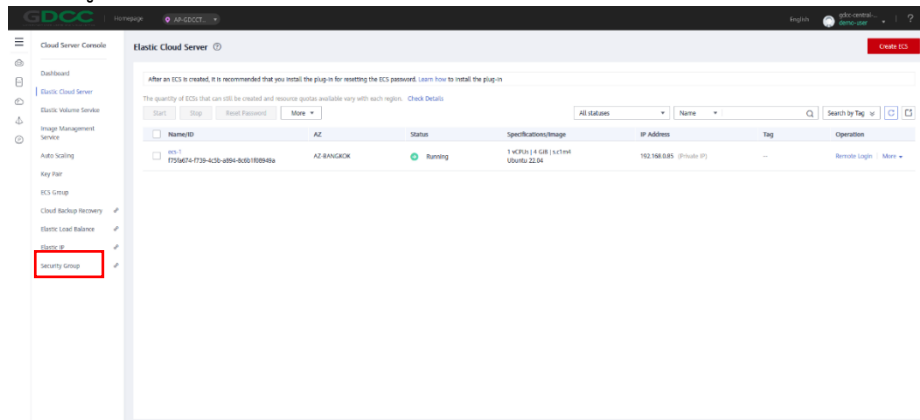 GDCC
Homepage
AP-GDCCT...
English
gdcc-central-...
demo-user
?
Cloud Server Console
Dashboard
Elastic Cloud Server
Elastic Volume Service
Image Management
Service
Auto Scaling
Key Pair
ECS Group
Cloud Backup Recovery
Elastic Load Balance
Elastic IP
Security Group
Elastic Cloud Server
Create ECS
After an ECS is created, it is recommended that you install the plug-in for resetting the ECS password. Learn how to install the plug-in
The quantity of ECSs that can still be created and resource quotas available vary with each region. Check Details
Start Stop Reset Password More
All statuses Name Search by Tag
Name/ID AZ Status Specifications/Image IP Address Tag Operation
ecs-1
AZ-BANGKOK
Running
1 vCPUs | 4 GiB | sc1m4
Ubuntu 22.04
192.168.0.85 (Private IP)
--
Remote Login More